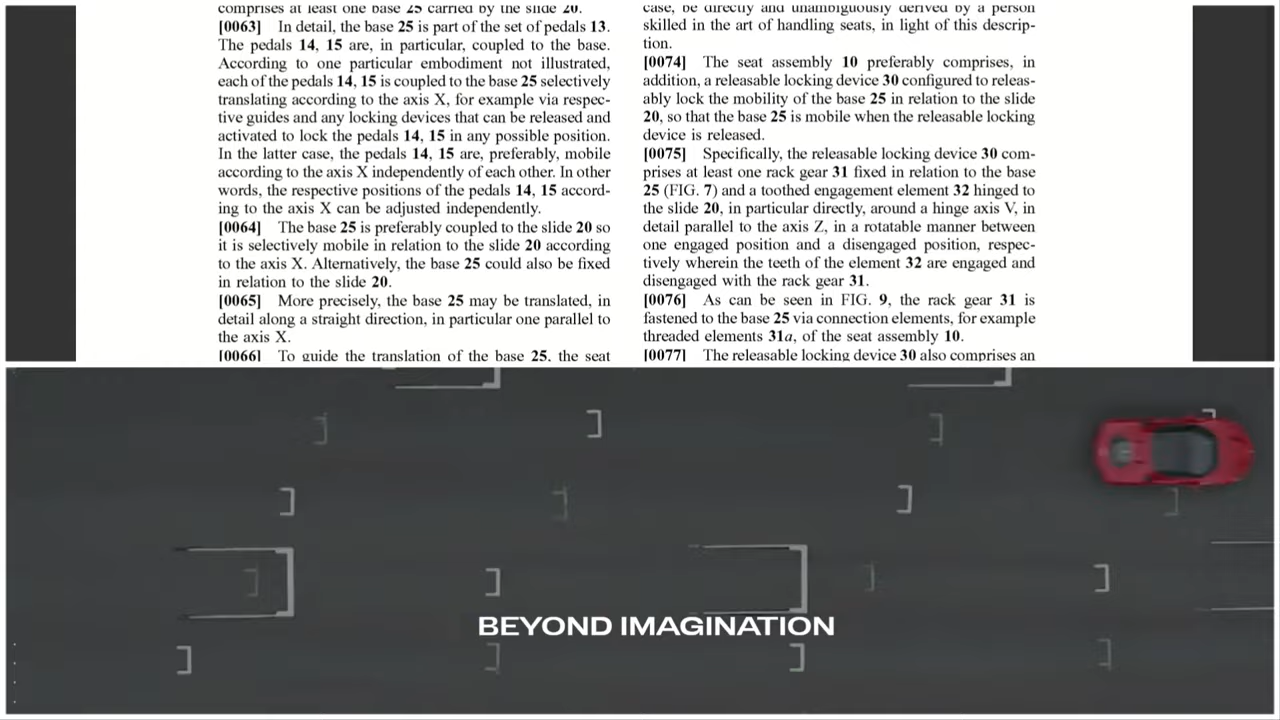 comprises at least one base 25 carried by the slide 20.
[0063] In detail, the base 25 is part of the set of pedals 13.
The pedals 14, 15 are, in particular, coupled to the base.
According to one particular embodiment not illustrated,
each of the pedals 14, 15 is coupled to the base 25 selectively
translating according to the axis X, for example via respec-
tive guides and any locking devices that can be released and
activated to lock the pedals 14, 15 in any possible position.
In the latter case, the pedals 14, 15 are, preferably, mobile
according to the axis X independently of each other. In other
words, the respective positions of the pedals 14, 15 accord-
ing to the axis X can be adjusted independently.
[0064] The base 25 is preferably coupled to the slide 20 so
it is selectively mobile in relation to the slide 20 according
to the axis X. Alternatively, the base 25 could also be fixed
in relation to the slide 20.
[0065] More precisely, the base 25 may be translated, in
detail along a straight direction, in particular one parallel to
the axis X.
[0066] To guide the translation of the base 25, the seat
case, be directly and unambiguously derived by a person
skilled in the art of handling seats, in light of this descrip-
tion.
[0074] The seat assembly 10 preferably comprises, in
addition, a releasable locking device 30 configured to releas-
ably lock the mobility of the base 25 in relation to the slide
20, so that the base 25 is mobile when the releasable locking
device is released.
[0075] Specifically, the releasable locking device 30 com-
prises at least one rack gear 31 fixed in relation to the base
25 (FIG. 7) and a toothed engagement element 32 hinged to
the slide 20, in particular directly, around a hinge axis V, in
detail parallel to the axis Z, in a rotatable manner between
one engaged position and a disengaged position, respec-
tively wherein the teeth of the element 32 are engaged and
disengaged with the rack gear 31.
[0076] As can be seen in FIG. 9, the rack gear 31 is
fastened to the base 25 via connection elements, for example
threaded elements 31a, of the seat assembly 10.
[0077] The releasable locking device 30 also comprises an
BEYOND IMAGINATION